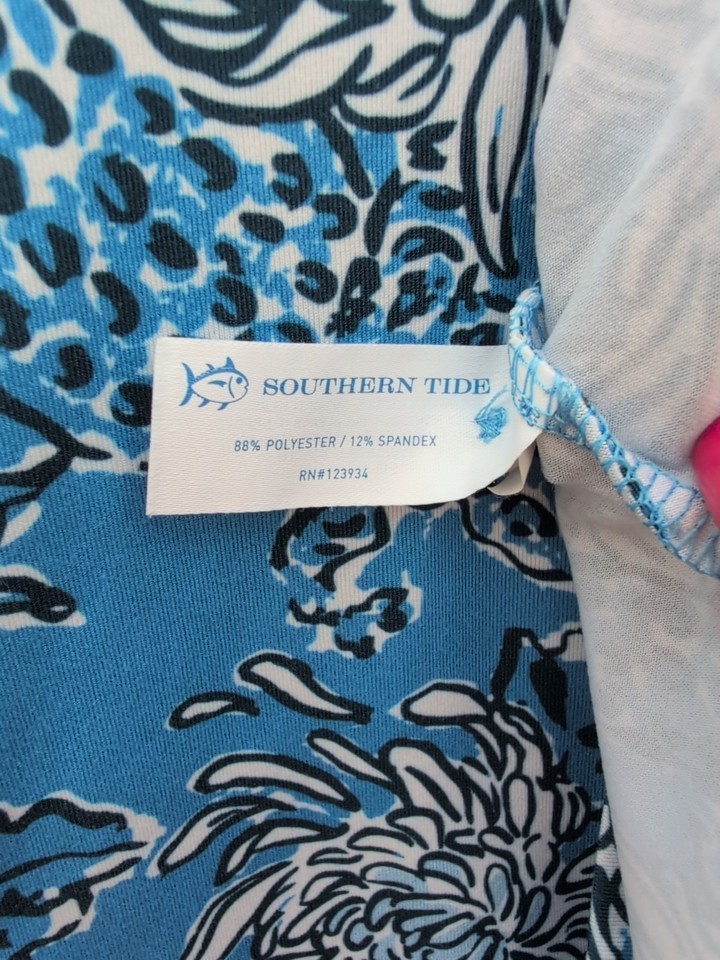 SOUTHERN TIDE
88% POLYESTER / 12% SPANDEX
RN#123934